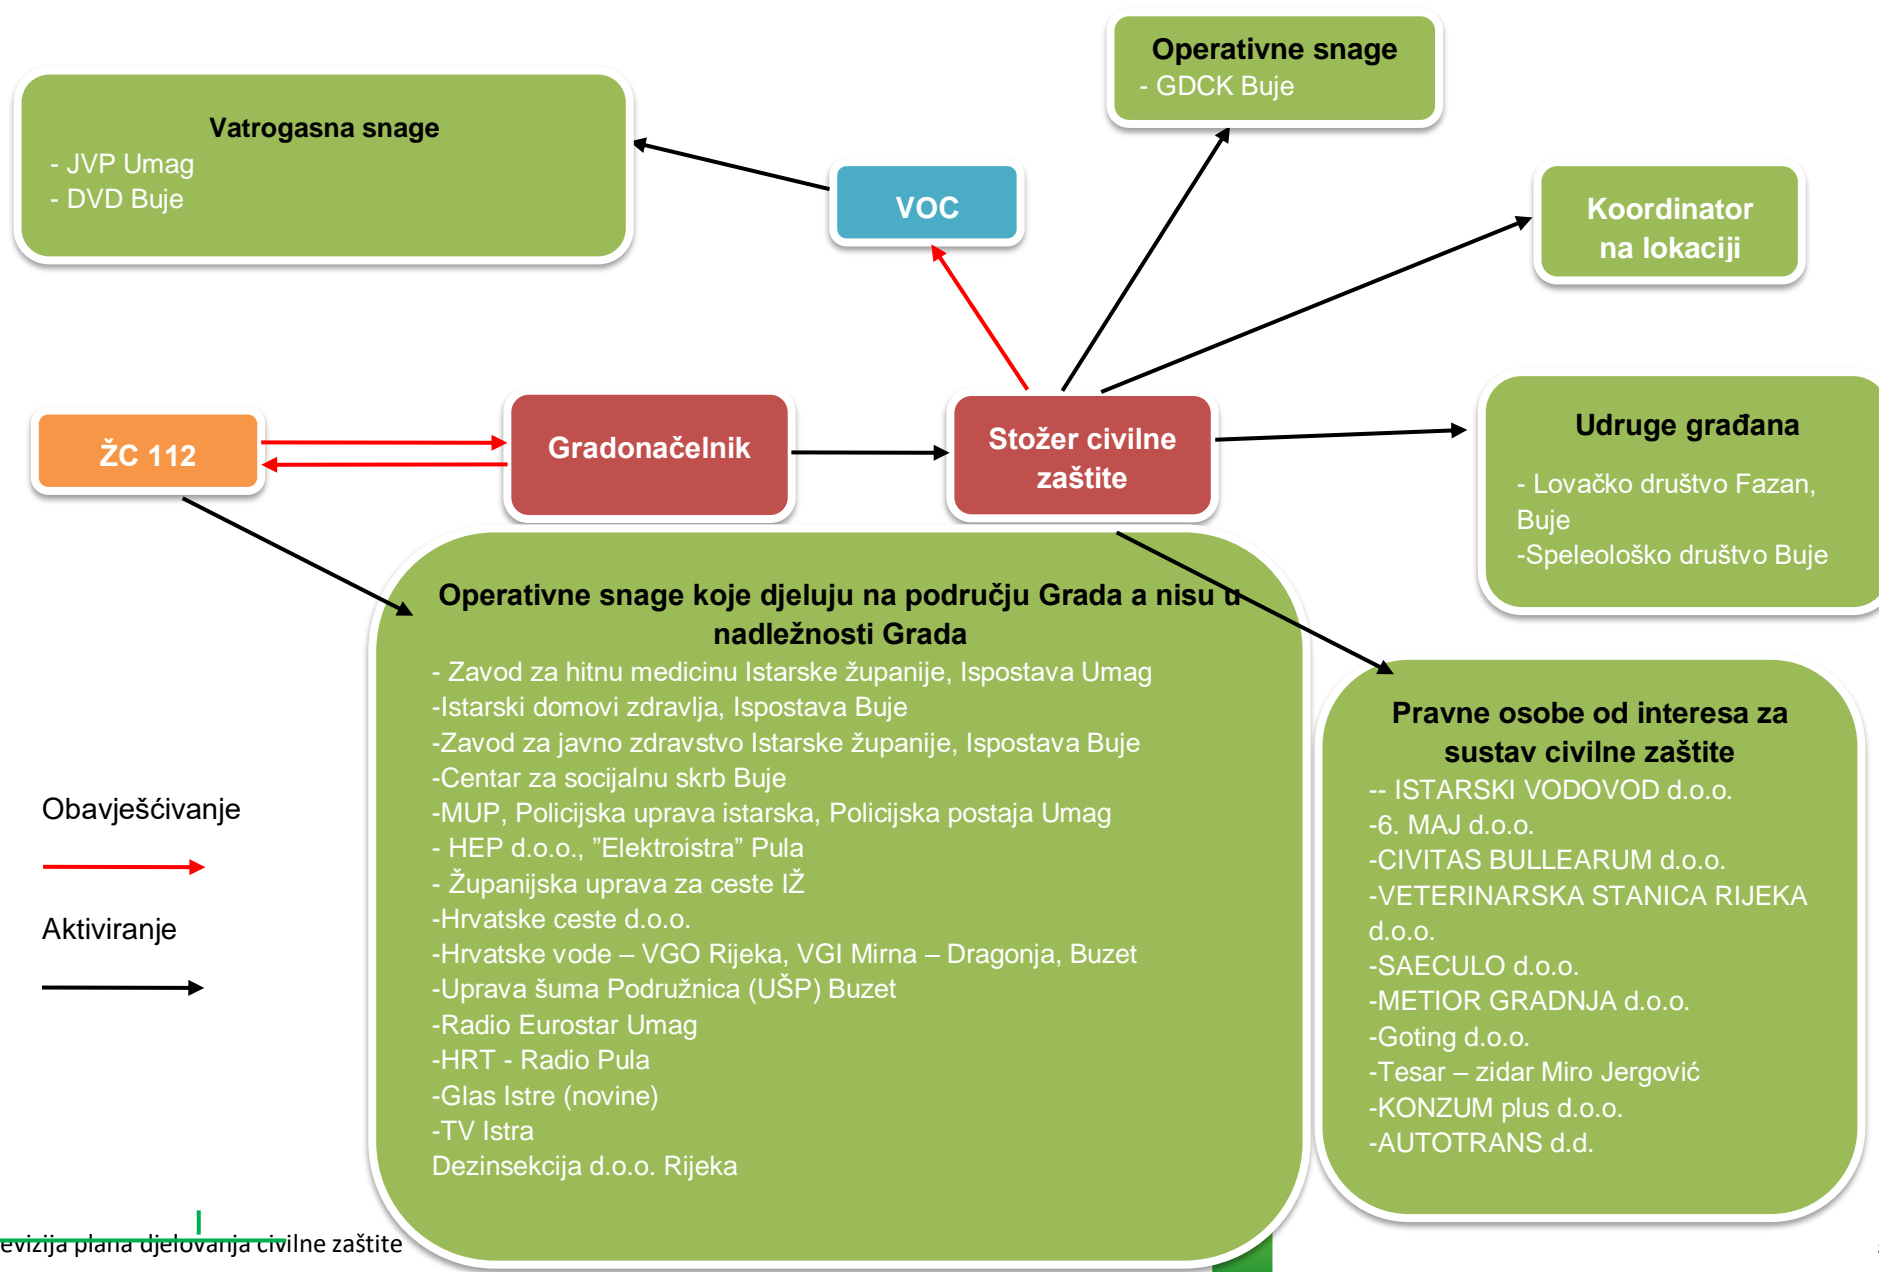 Operativne snage
- GDCK Buje
Vatrogasna snage
- JVP Umag
- DVD Buje
VOC
Koordinator
na lokaciji
ŽC 112
Gradonačelnik
Stožer civilne
zaštite
Udruge građana
- Lovačko društvo Fazan,
Buje
-Speleološko društvo Buje
Operativne snage koje djeluju na području Grada a nisu u
nadležnosti Grada
- Zavod za hitnu medicinu Istarske županije, Ispostava Umag
-Istarski domovi zdravlja, Ispostava Buje
-Zavod za javno zdravstvo Istarske županije, Ispostava Buje
-Centar za socijalnu skrb Buje
-MUP, Policijska uprava istarska, Policijska postaja Umag
- HEP d.o.o., ”Elektroistra” Pula
- Županijska uprava za ceste IŽ
-Hrvatske ceste d.o.o.
-Hrvatske vode – VGO Rijeka, VGI Mirna – Dragonja, Buzet
-Uprava šuma Podružnica (UŠP) Buzet
-Radio Eurostar Umag
-HRT - Radio Pula
-Glas Istre (novine)
-TV Istra
Dezinsekcija d.o.o. Rijeka
Pravne osobe od interesa za
sustav civilne zaštite
-- ISTARSKI VODOVOD d.o.o.
-6. MAJ d.o.o.
-CIVITAS BULLEARUM d.o.o.
-VETERINARSKA STANICA RIJEKA
d.o.o.
-SAECULO d.o.o.
-METIOR GRADNJA d.o.o.
-Goting d.o.o.
-Tesar – zidar Miro Jergović
-KONZUM plus d.o.o.
-AUTOTRANS d.d.
Obavješćivanje
Aktiviranje
evizija plana djelovanja civilne zaštite